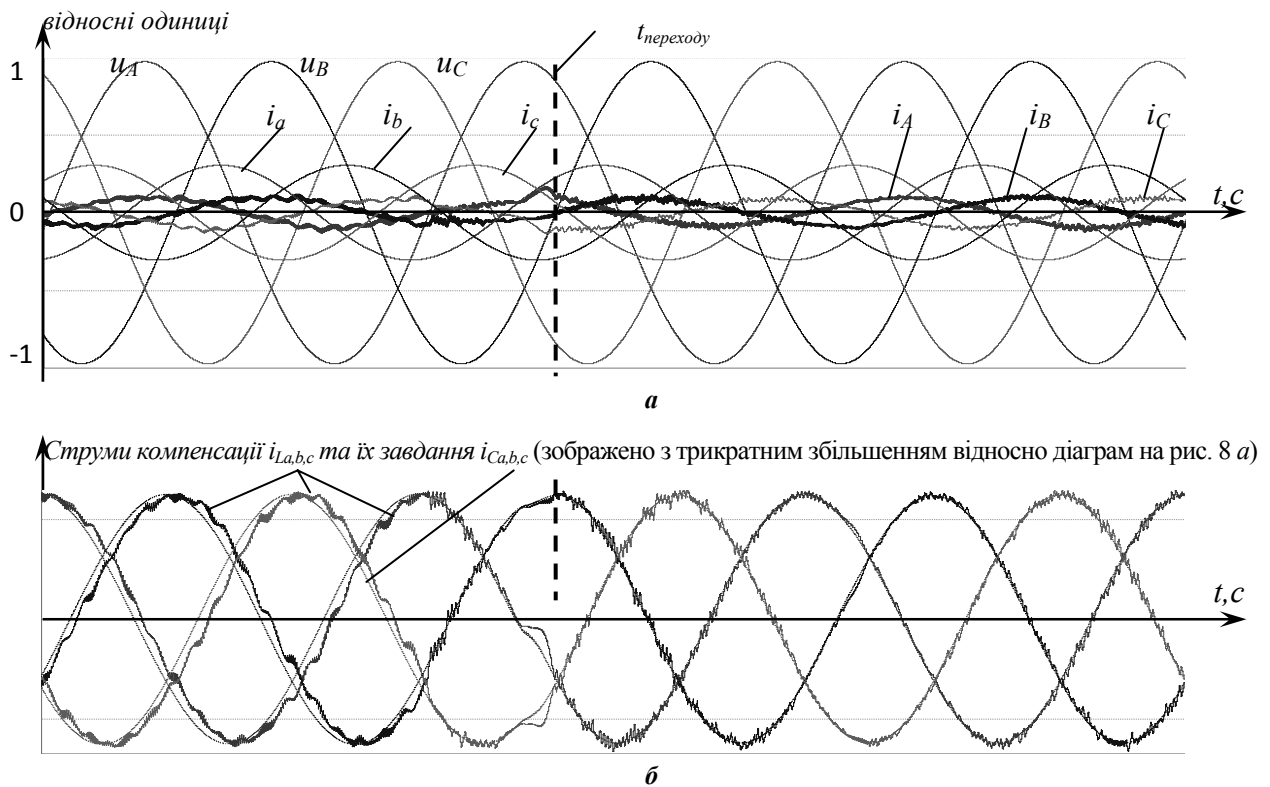 відносні одиниці
t переходу
1
u_A u_B u_C
i_a i_b i_c i_A i_B i_C
0
t,c
-1
а
Струми компенсації i_La,b,c та їх завдання i_Ca,b,c (зображено з трикратним збільшенням відносно діаграм на рис. 8 а)
t,c
б